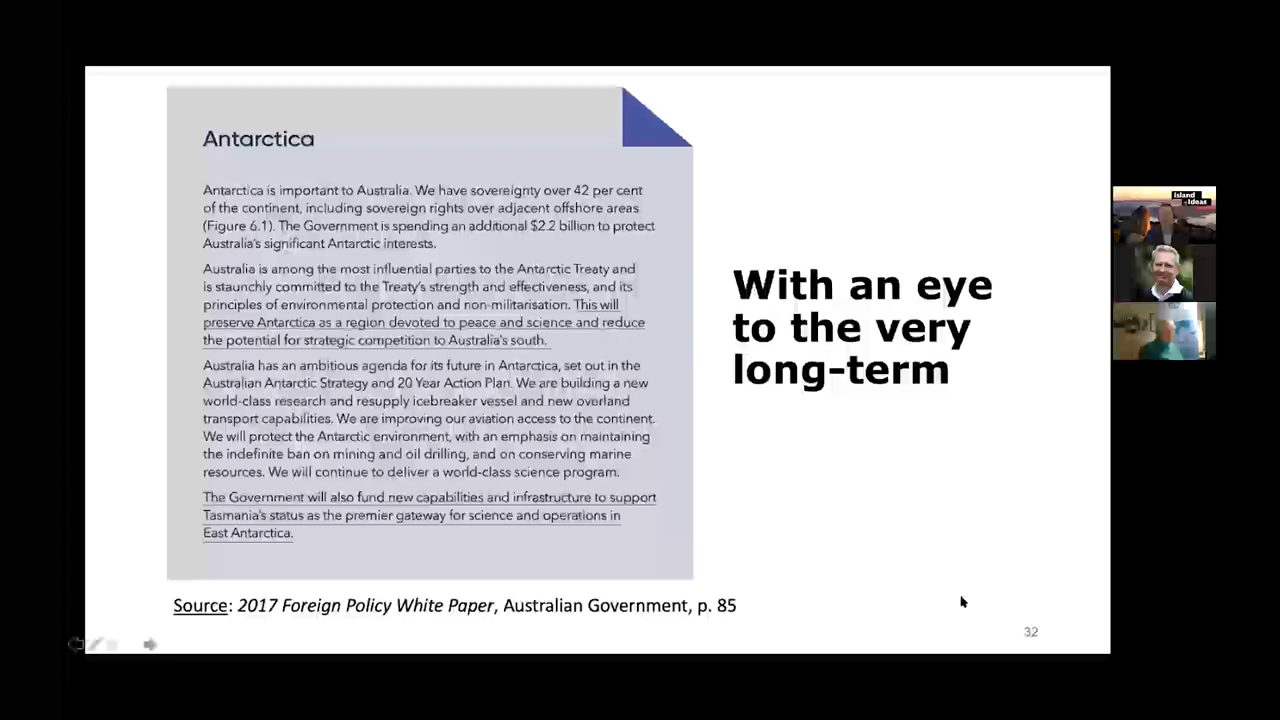 Antarctica
Antarctica is important to Australia. We have sovereignty over 42 per cent
of the continent, including sovereign rights over adjacent offshore areas
(Figure 6.1). The Government is spending an additional $2.2 billion to protect
Australia's significant Antarctic interests.
Australia is among the most influential parties to the Antarctic Treaty and
is staunchly committed to the Treaty's strength and effectiveness, and its
principles of environmental protection and non-militarisation. This will
preserve Antarctica as a region devoted to peace and science and reduce
the potential for strategic competition to Australia's south.
Australia has an ambitious agenda for its future in Antarctica, set out in the
Australian Antarctic Strategy and 20 Year Action Plan. We are building a new
world-class research and resupply icebreaker vessel and new overland
transport capabilities. We are improving our aviation access to the continent.
We will protect the Antarctic environment, with an emphasis on maintaining
the indefinite ban on mining and oil drilling, and on conserving marine
resources. We will continue to deliver a world-class science program.
The Government will also fund new capabilities and infrastructure to support
Tasmania's status as the premier gateway for science and operations in
East Antarctica.
With an eye
to the very
long-term
Source: 2017 Foreign Policy White Paper, Australian Government, p. 85
32
Island
Ideas